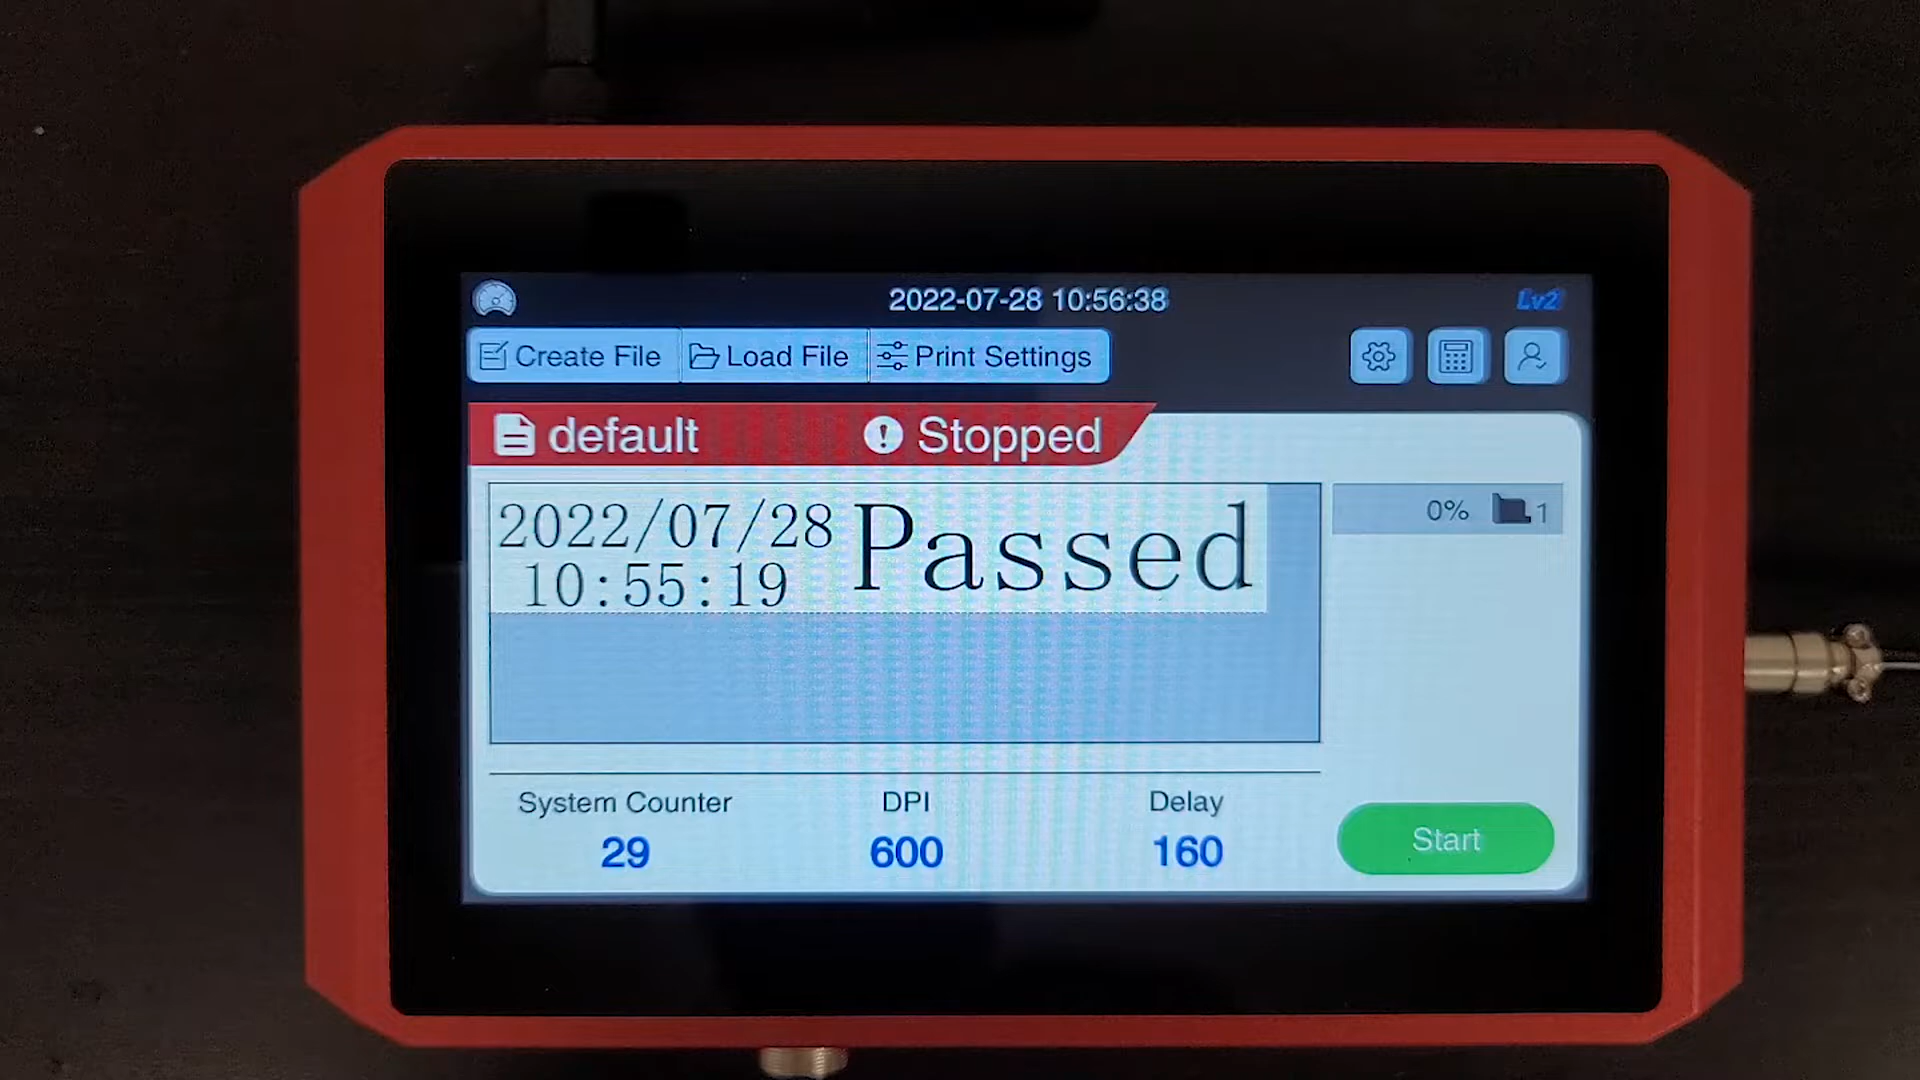 2022-07-28 10:56:38 Lv2
Create File Load File Print Settings
default Stopped
2022/07/28 Passed
10:55:19
0% 1
System Counter DPI Delay
29 600 160
Start